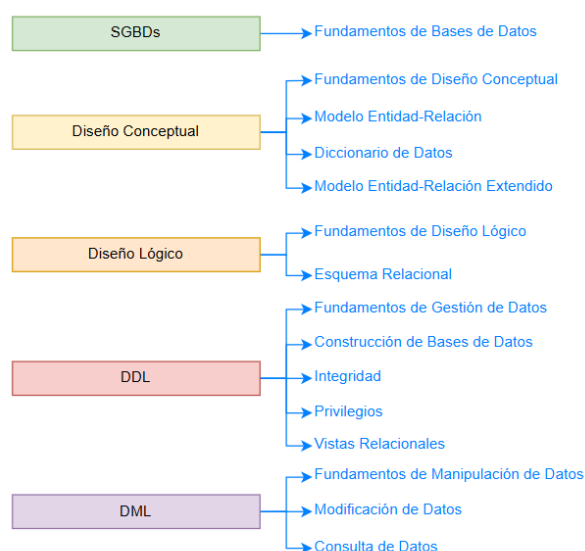 SGBDs
Fundamentos de Bases de Datos
Diseño Conceptual
Fundamentos de Diseño Conceptual
Modelo Entidad-Relación
Diccionario de Datos
Modelo Entidad-Relación Extendido
Diseño Lógico
Fundamentos de Diseño Lógico
Esquema Relacional
DDL
Fundamentos de Gestión de Datos
Construcción de Bases de Datos
Integridad
Privilegios
Vistas Relacionales
DML
Fundamentos de Manipulación de Datos
Modificación de Datos
Consulta de Datos